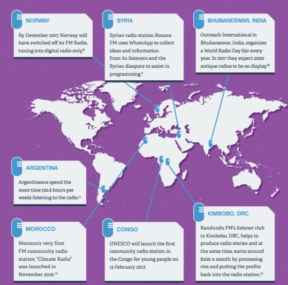 NORWAY
By December 2017, Norway will
have switched off its FM Radio,
tuning into digital radio only.
SYRIA
Syrian radio station Rozana
FM uses WhatsApp to collect
ideas and information
from its listeners and the
Syrian diaspora to assist in
programming.
BHUBANESWAR, INDIA
Outreach International in
Bhubaneswar, India, organizes
a World Radio Day fair every
year. In 2017 they expect 2000
antique radios to be on display.
ARGENTINA
Argentineans spend the
most time (20.8 hours per
week) listening to the radio.
MOROCCO
Morocco's very first
FM community radio
station "Climate Radio"
was launched in
November 2016.
CONGO
UNESCO will launch the first
community radio station in
the Congo for young people on
13 February 2017
KIMBOBO, DRC
Bandundu FM's listener club
in Kimbobo, DRC, helps to
produce radio stories and at
the same time, earns around
$200 a month by processing
rice and putting the profits
back into the radio station.